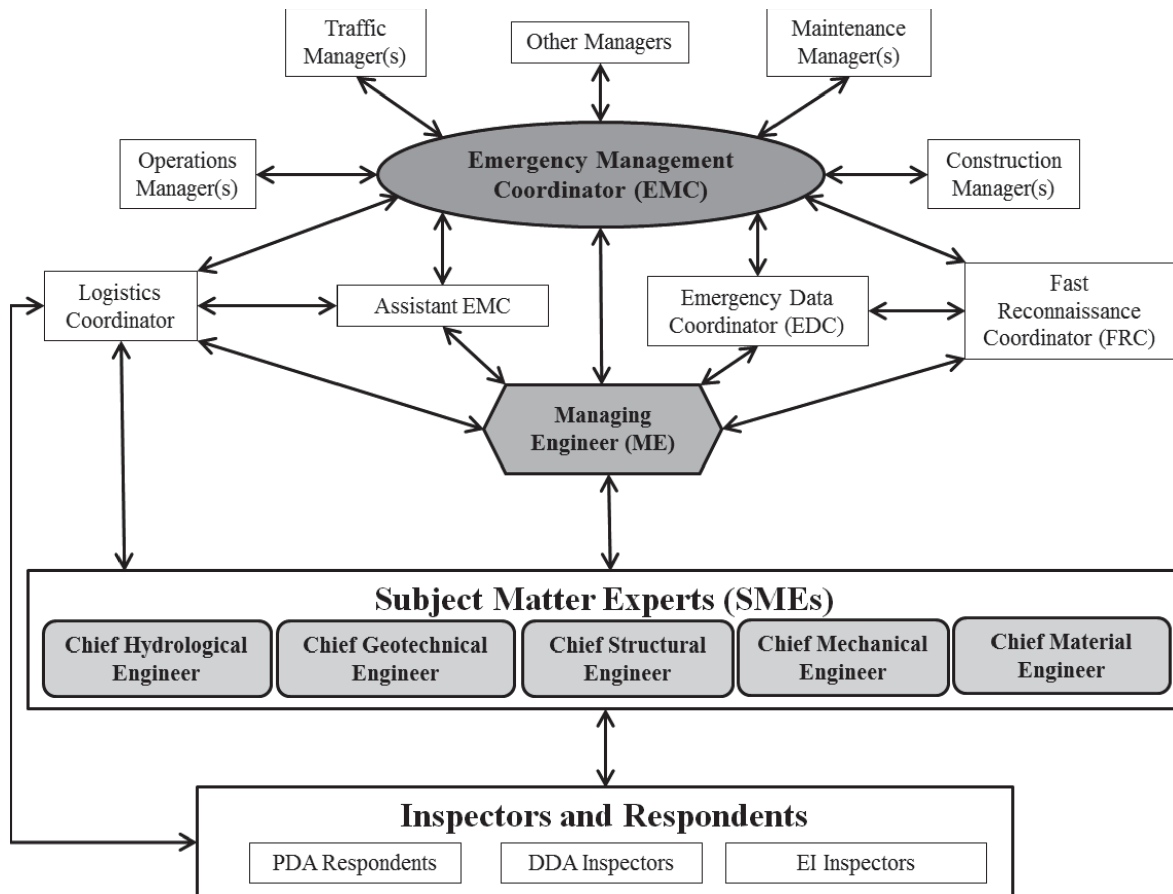 Traffic
Manager(s)
Other Managers
Maintenance
Manager(s)
Operations
Manager(s)
Emergency Management
Coordinator (EMC)
Construction
Manager(s)
Logistics
Coordinator
Assistant EMC
Emergency Data
Coordinator (EDC)
Fast
Reconnaissance
Coordinator (FRC)
Managing
Engineer (ME)
Subject Matter Experts (SMEs)
Chief Hydrological
Engineer
Chief Geotechnical
Engineer
Chief Structural
Engineer
Chief Mechanical
Engineer
Chief Material
Engineer
Inspectors and Respondents
PDA Respondents
DDA Inspectors
EI Inspectors